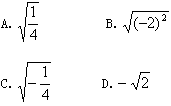 A. √(1/4) B. √((-2)²)
C. √(-1/4) D. -√2